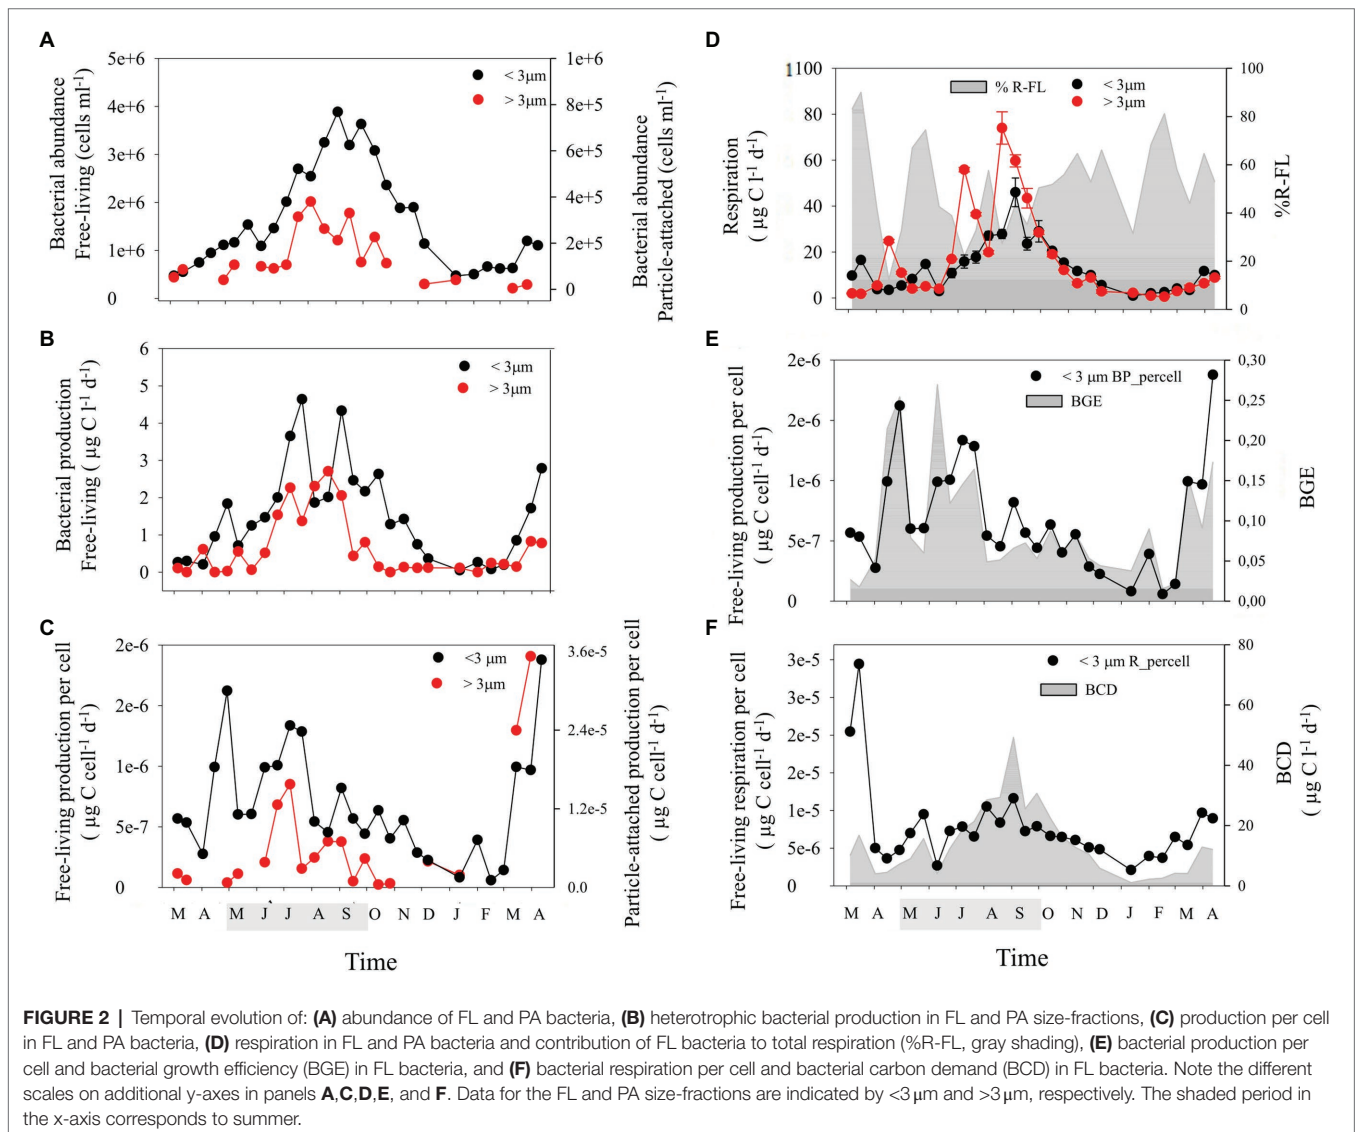 A
Bacterial abundance
Free-living (cells ml-1)
5e+6
4e+6
3e+6
2e+6
1e+6
0
< 3μm
> 3μm
1e+6
8e+5
6e+5
4e+5
2e+5
0
Bacterial abundance
Particle-attached (cells ml-1)
B
Bacterial production
Free-living ( μg C l-1 d-1)
6
5
4
3
2
1
0
< 3μm
> 3μm
C
Free-living production per cell
( μg C cell-1 d-1)
2e-6
2e-6
1e-6
5e-7
0
<3 μm
> 3μm
3.6e-5
2.4e-5
1.2e-5
0.0
Particle-attached production per cell
( μg C cell-1 d-1)
M A M J J A S O N D J F M A
Time
D
Respiration
( μg C l-1 d-1)
1100
80
60
40
20
0
% R-FL
< 3μm
> 3μm
100
80
60
40
20
0
%R-FL
E
Free-living production per cell
( μg C cell-1 d-1)
2e-6
2e-6
1e-6
5e-7
0
< 3 μm BP_percell
BGE
0,30
0,25
0,20
0,15
0,10
0,05
0,00
BGE
F
Free-living respiration per cell
( μg C cell-1 d-1)
3e-5
3e-5
2e-5
2e-5
1e-5
5e-6
0
< 3 μm R_percell
BCD
80
60
40
20
0
BCD
( μg C l-1 d-1)
M A M J J A S O N D J F M A
Time
FIGURE 2 | Temporal evolution of: (A) abundance of FL and PA bacteria, (B) heterotrophic bacterial production in FL and PA size-fractions, (C) production per cell
in FL and PA bacteria, (D) respiration in FL and PA bacteria and contribution of FL bacteria to total respiration (%R-FL, gray shading), (E) bacterial production per
cell and bacterial growth efficiency (BGE) in FL bacteria, and (F) bacterial respiration per cell and bacterial carbon demand (BCD) in FL bacteria. Note the different
scales on additional y-axes in panels A,C,D,E, and F. Data for the FL and PA size-fractions are indicated by <3 μm and >3 μm, respectively. The shaded period in
the x-axis corresponds to summer.